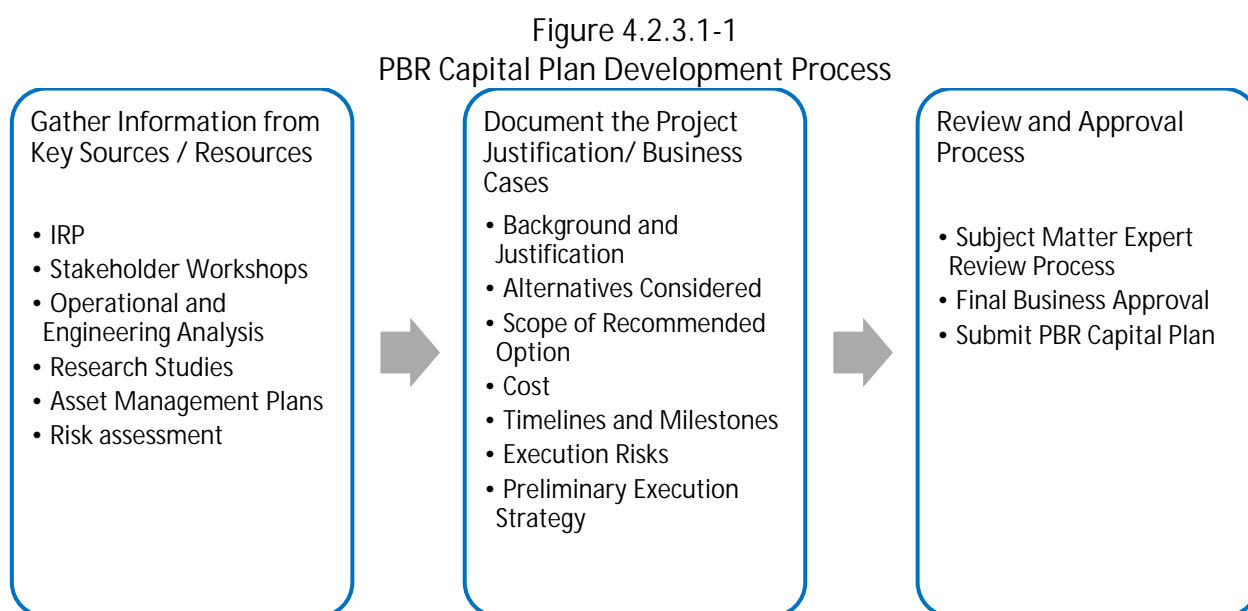 Figure 4.2.3.1-1
PBR Capital Plan Development Process
Gather Information from
Key Sources / Resources
• IRP
• Stakeholder Workshops
• Operational and
Engineering Analysis
• Research Studies
• Asset Management Plans
• Risk assessment
Document the Project
Justification/ Business
Cases
• Background and
Justification
• Alternatives Considered
• Scope of Recommended
Option
• Cost
• Timelines and Milestones
• Execution Risks
• Preliminary Execution
Strategy
Review and Approval
Process
• Subject Matter Expert
Review Process
• Final Business Approval
• Submit PBR Capital Plan